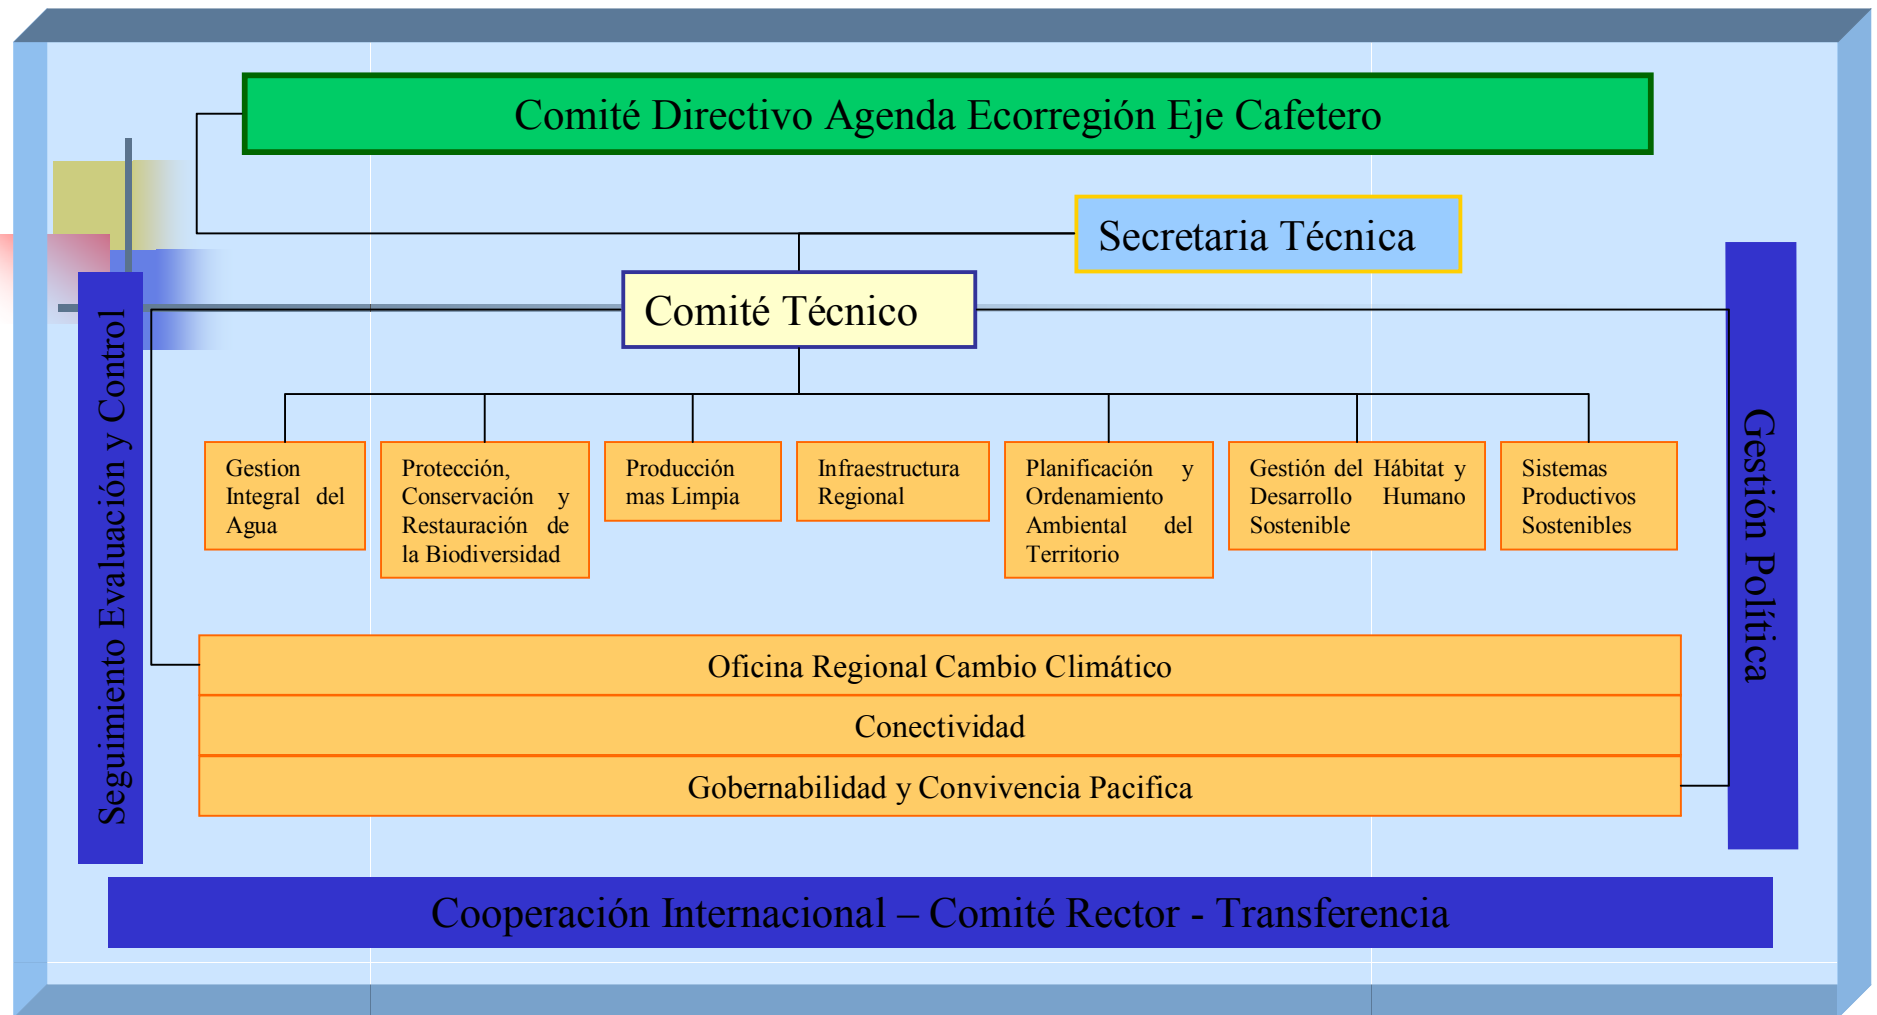 Comité Directivo Agenda Ecorregión Eje Cafetero
Secretaria Técnica
Comité Técnico
Seguimiento Evaluación y Control
Gestion
Integral del
Agua
Protección,
Conservación y
Restauración de
la Biodiversidad
Producción
mas Limpia
Infraestructura
Regional
Planificación y
Ordenamiento
Ambiental del
Territorio
Gestión del Hábitat y
Desarrollo Humano
Sostenible
Sistemas
Productivos
Sostenibles
Gestión Política
Oficina Regional Cambio Climático
Conectividad
Gobernabilidad y Convivencia Pacifica
Cooperación Internacional – Comité Rector - Transferencia